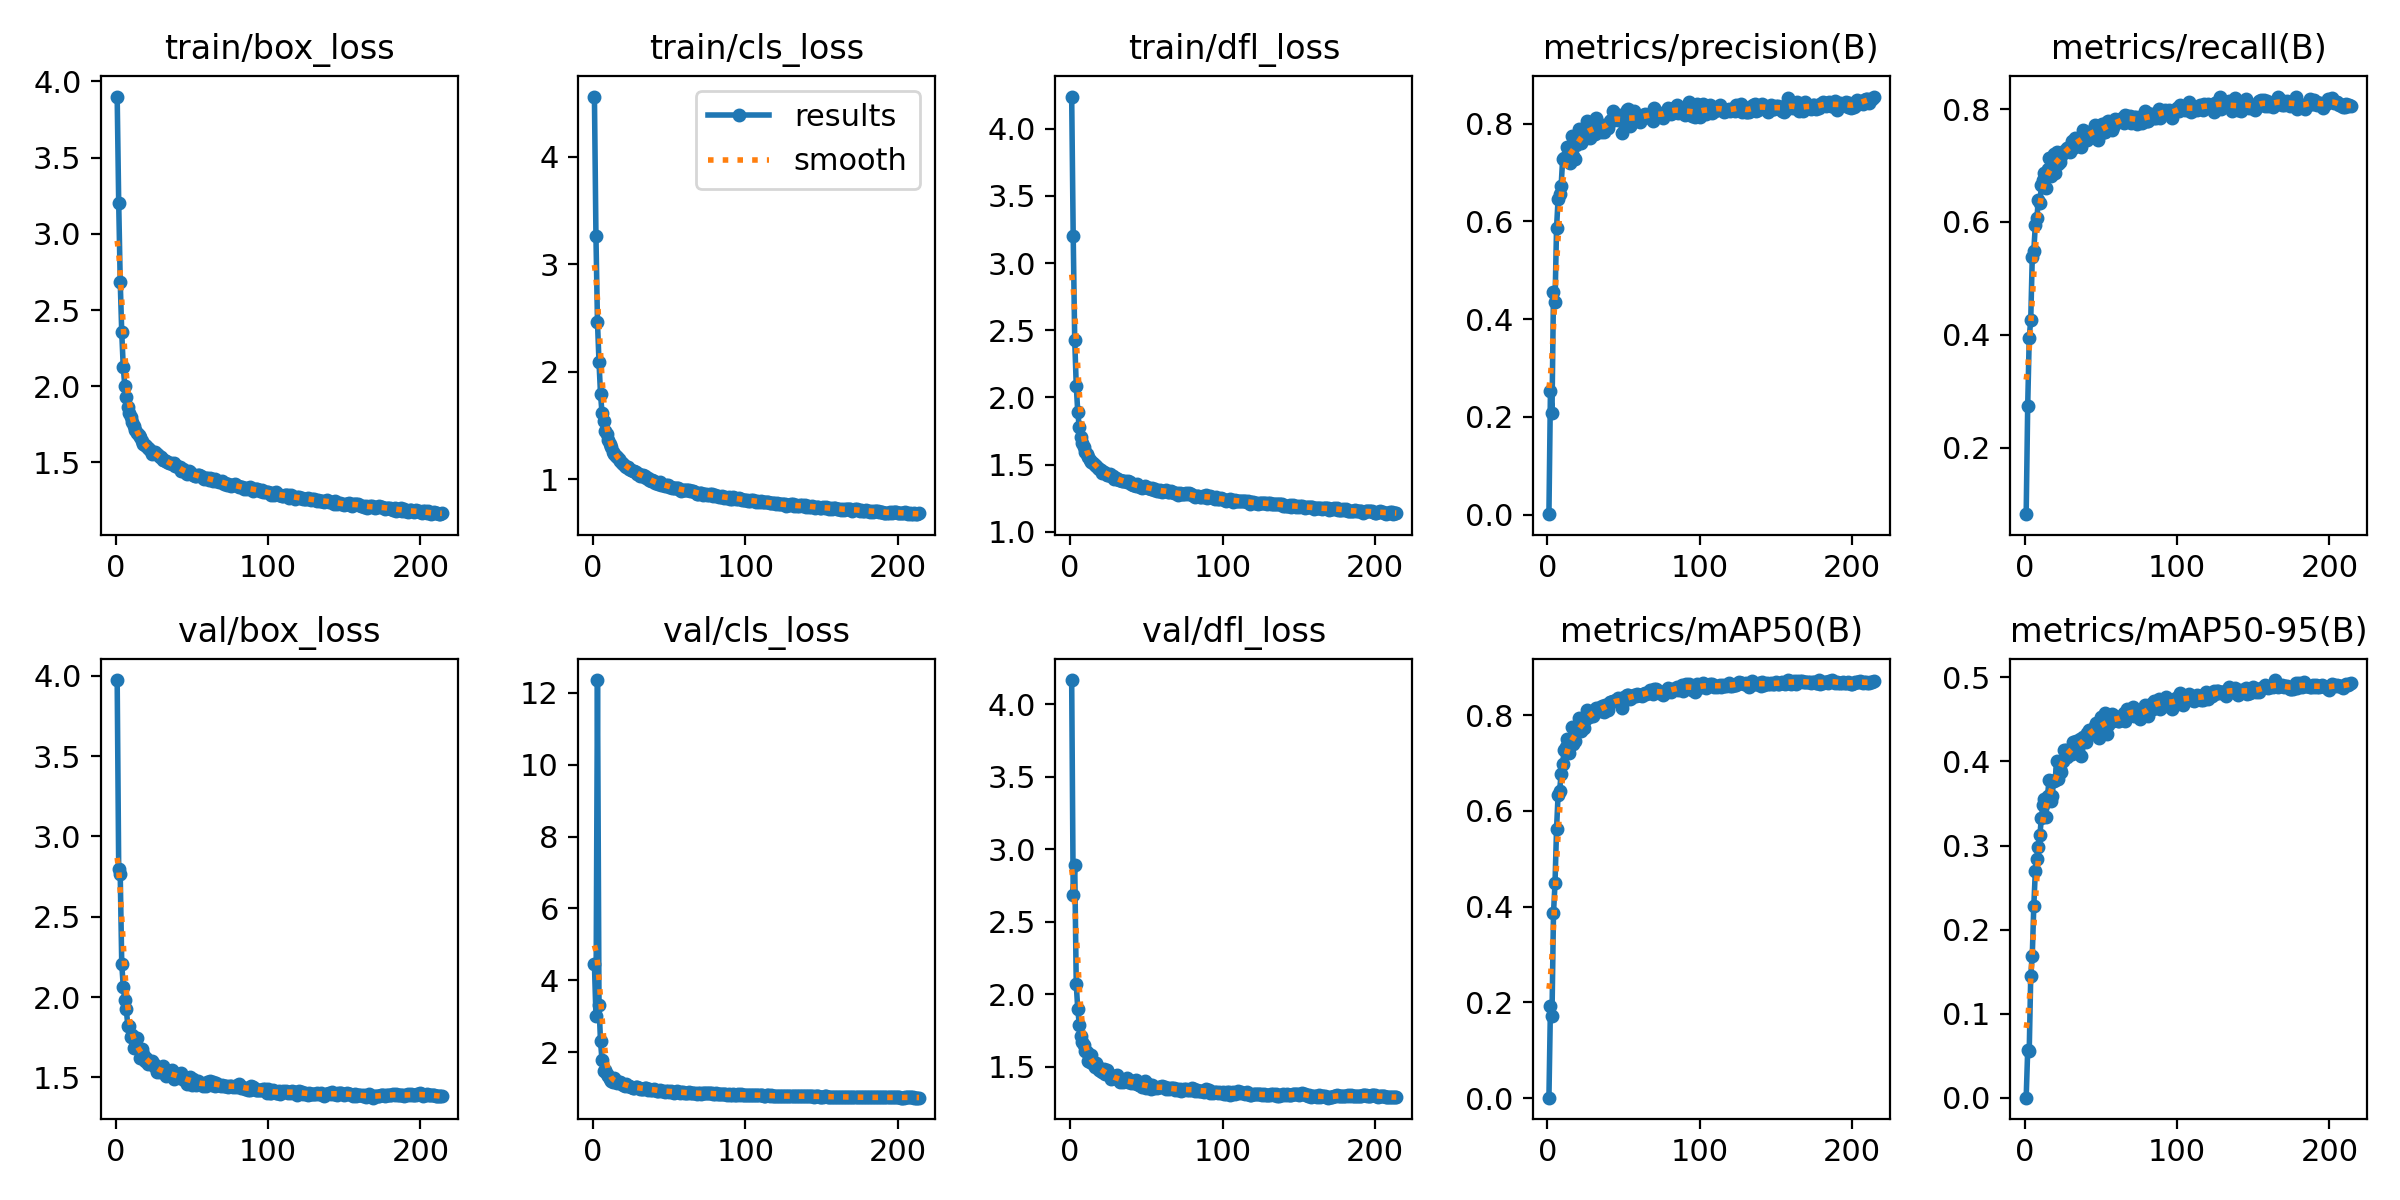 train/box_loss
4.0
3.5
3.0
2.5
2.0
1.5
0 100 200
train/cls_loss
results
smooth
4
3
2
1
0 100 200
train/dfl_loss
4.0
3.5
3.0
2.5
2.0
1.5
1.0
0 100 200
metrics/precision(B)
0.8
0.6
0.4
0.2
0.0
0 100 200
metrics/recall(B)
0.8
0.6
0.4
0.2
0 100 200
val/box_loss
4.0
3.5
3.0
2.5
2.0
1.5
0 100 200
val/cls_loss
12
10
8
6
4
2
0 100 200
val/dfl_loss
4.0
3.5
3.0
2.5
2.0
1.5
0 100 200
metrics/mAP50(B)
0.8
0.6
0.4
0.2
0.0
0 100 200
metrics/mAP50-95(B)
0.5
0.4
0.3
0.2
0.1
0.0
0 100 200